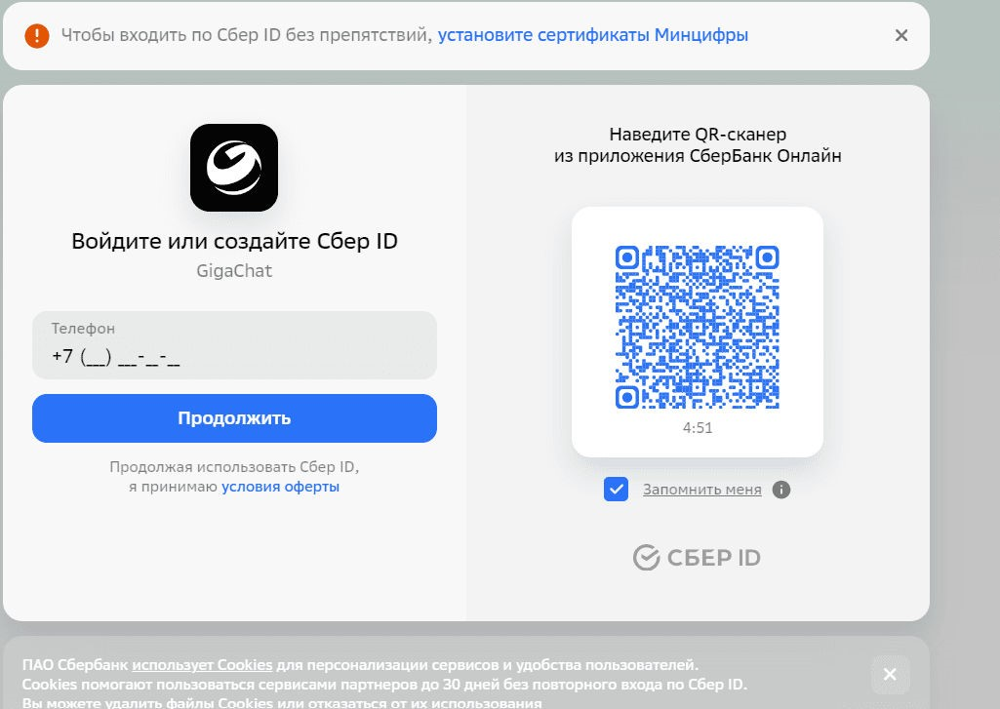 Чтобы входить по Сбер ID без препятствий, установите сертификаты Минцифры
Войдите или создайте Сбер ID
GigaChat
Телефон
+7 (__) ___-__-__
Продолжить
Продолжая использовать Сбер ID,
я принимаю условия оферты
Наведите QR-сканер
из приложения СберБанк Онлайн
4:51
Запомнить меня
СБЕР ID
ПАО Сбербанк использует Cookies для персонализации сервисов и удобства пользователей.
Cookies помогают пользоваться сервисами партнеров до 30 дней без повторного входа по Сбер ID.
Вы можете удалить файлы Cookies или отказаться от их использования